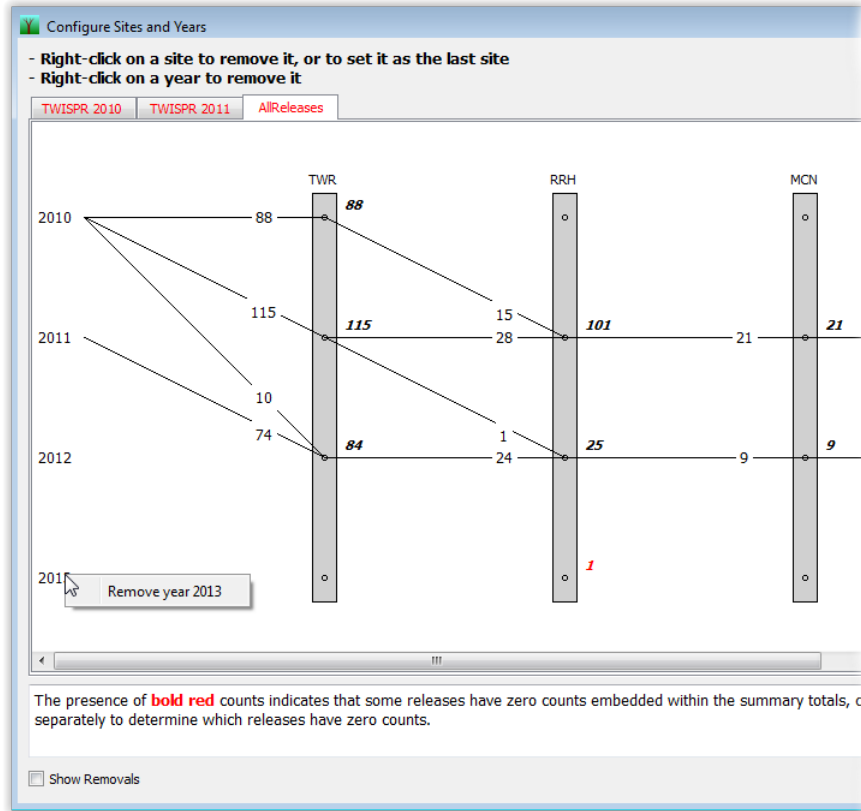 Configure Sites and Years
- Right-click on a site to remove it, or to set it as the last site
- Right-click on a year to remove it
TWISPR 2010 TWISPR 2011 AllReleases
TWR RRH MCN
88
2010 88
115 15
115 101 21
2011 28 21
10
74 1
84 25 9
2012 24 9
1
Remove year 2013
The presence of bold red counts indicates that some releases have zero counts embedded within the summary totals,
separately to determine which releases have zero counts.
Show Removals